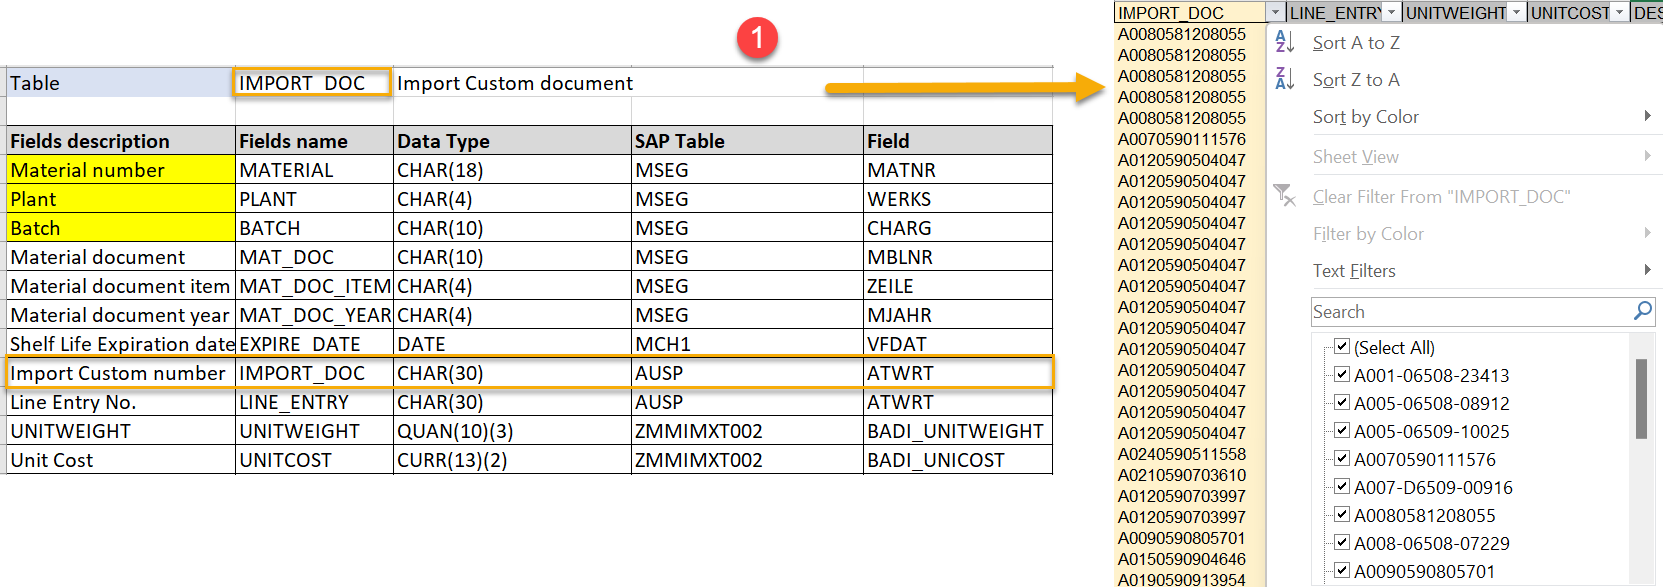 1
Table IMPORT_DOC Import Custom document
Fields description Fields name Data Type SAP Table Field
Material number MATERIAL CHAR(18) MSEG MATNR
Plant PLANT CHAR(4) MSEG WERKS
Batch BATCH CHAR(10) MSEG CHARG
Material document MAT_DOC CHAR(10) MSEG MBLNR
Material document item MAT_DOC_ITEM CHAR(4) MSEG ZEILE
Material document year MAT_DOC_YEAR CHAR(4) MSEG MJAHR
Shelf Life Expiration date EXPIRE_DATE DATE MCH1 VFDAT
Import Custom number IMPORT_DOC CHAR(30) AUSP ATWRT
Line Entry No. LINE_ENTRY CHAR(30) AUSP ATWRT
UNITWEIGHT UNITWEIGHT QUAN(10)(3) ZMMIMXT002 BADI_UNITWEIGHT
Unit Cost UNITCOST CURR(13)(2) ZMMIMXT002 BADI_UNICOST
IMPORT_DOC LINE_ENTRY UNITWEIGHT UNITCOST DES
A0080581208055
A0080581208055
A0080581208055
A0080581208055
A0080581208055
A0070590111576
A0120590504047
A0120590504047
A0120590504047
A0120590504047
A0120590504047
A0120590504047
A0120590504047
A0120590504047
A0120590504047
A0120590504047
A0120590504047
A0120590504047
A0120590504047
A0120590504047
A0240590511558
A0210590703610
A0120590703997
A0120590703997
A0090590805701
A0150590904646
A0190590913954
Sort A to Z
Sort Z to A
Sort by Color
Sheet View
Clear Filter From "IMPORT_DOC"
Filter by Color
Text Filters
Search
(Select All)
A001-06508-23413
A005-06508-08912
A005-06509-10025
A0070590111576
A007-D6509-00916
A0080581208055
A008-06508-07229
A0090590805701